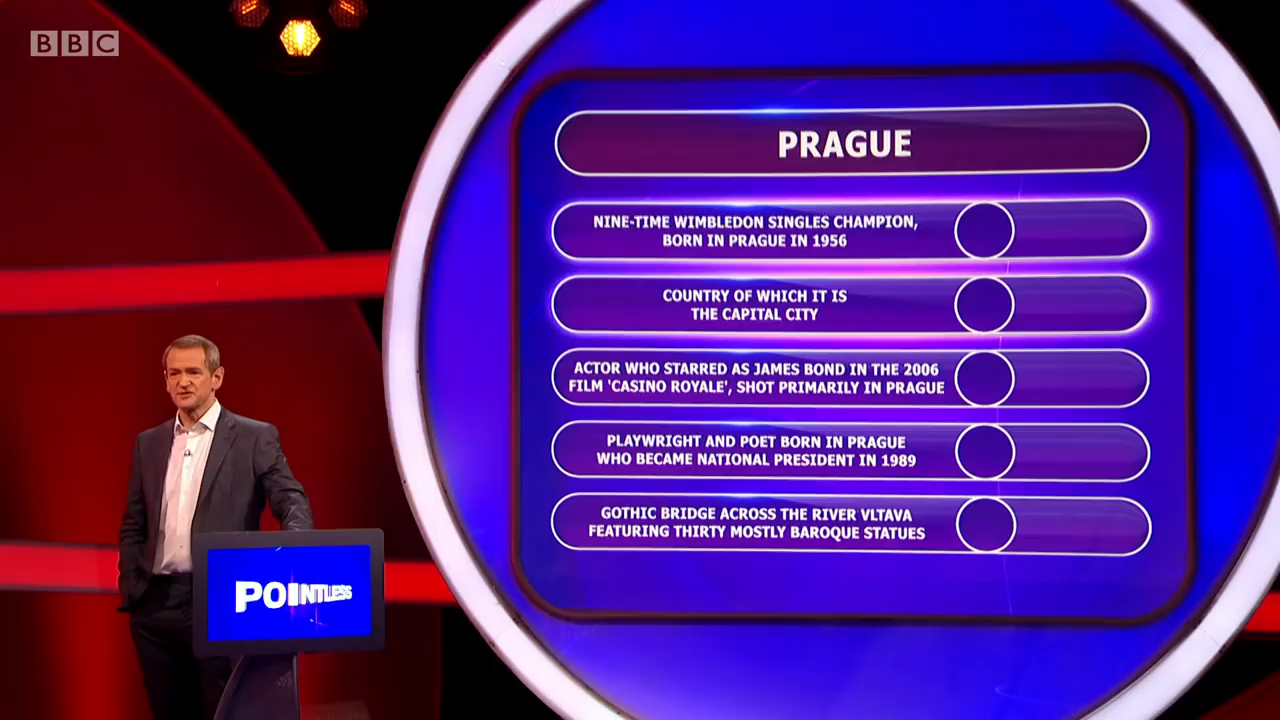 BBC
PRAGUE
NINE-TIME WIMBLEDON SINGLES CHAMPION,
BORN IN PRAGUE IN 1956
COUNTRY OF WHICH IT IS
THE CAPITAL CITY
ACTOR WHO STARRED AS JAMES BOND IN THE 2006
FILM 'CASINO ROYALE', SHOT PRIMARILY IN PRAGUE
PLAYWRIGHT AND POET BORN IN PRAGUE
WHO BECAME NATIONAL PRESIDENT IN 1989
GOTHIC BRIDGE ACROSS THE RIVER VLTAVA
FEATURING THIRTY MOSTLY BAROQUE STATUES
POINTLESS